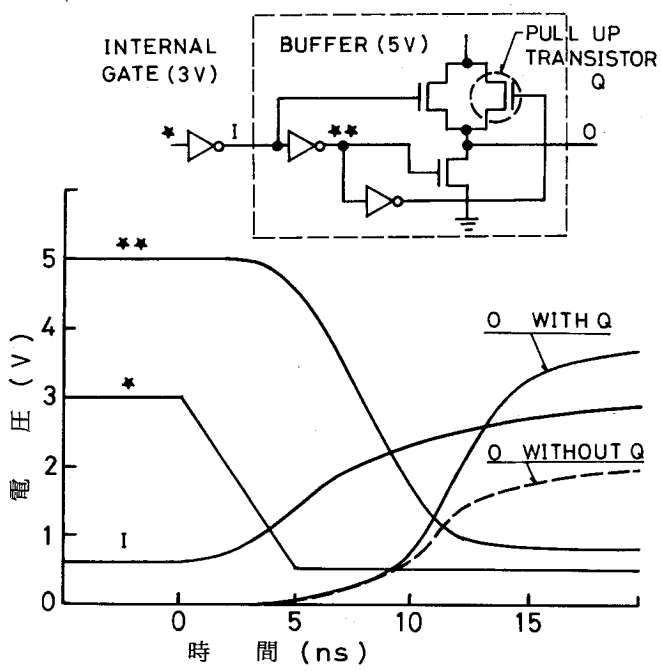 INTERNAL
GATE (3V)
BUFFER (5V)
PULL UP
TRANSISTOR
Q
★ I ★★ O
★★
5
4
O WITH Q
★
3
2
O WITHOUT Q
1
I
0
電圧 (V)
0 5 10 15
時 間 (ns)